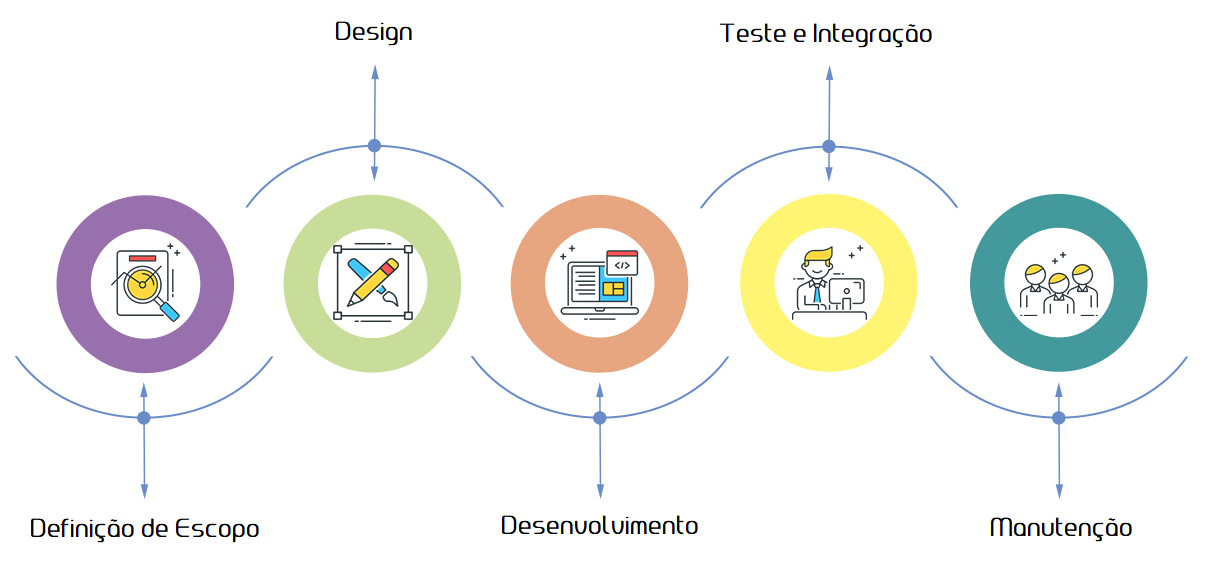 Design
Teste e Integração
</>
Definição de Escopo
Desenvolvimento
Manutenção